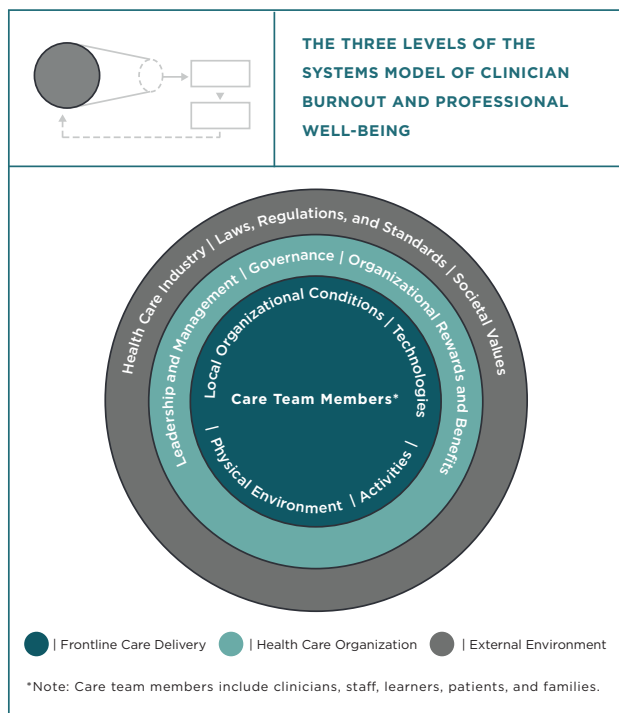 THE THREE LEVELS OF THE
SYSTEMS MODEL OF CLINICIAN
BURNOUT AND PROFESSIONAL
WELL-BEING
Health Care Industry | Laws, Regulations, and Standards | Societal Values
Leadership and Management | Governance | Organizational Rewards and Benefits
Local Organizational Conditions | Technologies
Care Team Members*
| Physical Environment | Activities |
| Frontline Care Delivery | Health Care Organization | External Environment
*Note: Care team members include clinicians, staff, learners, patients, and families.